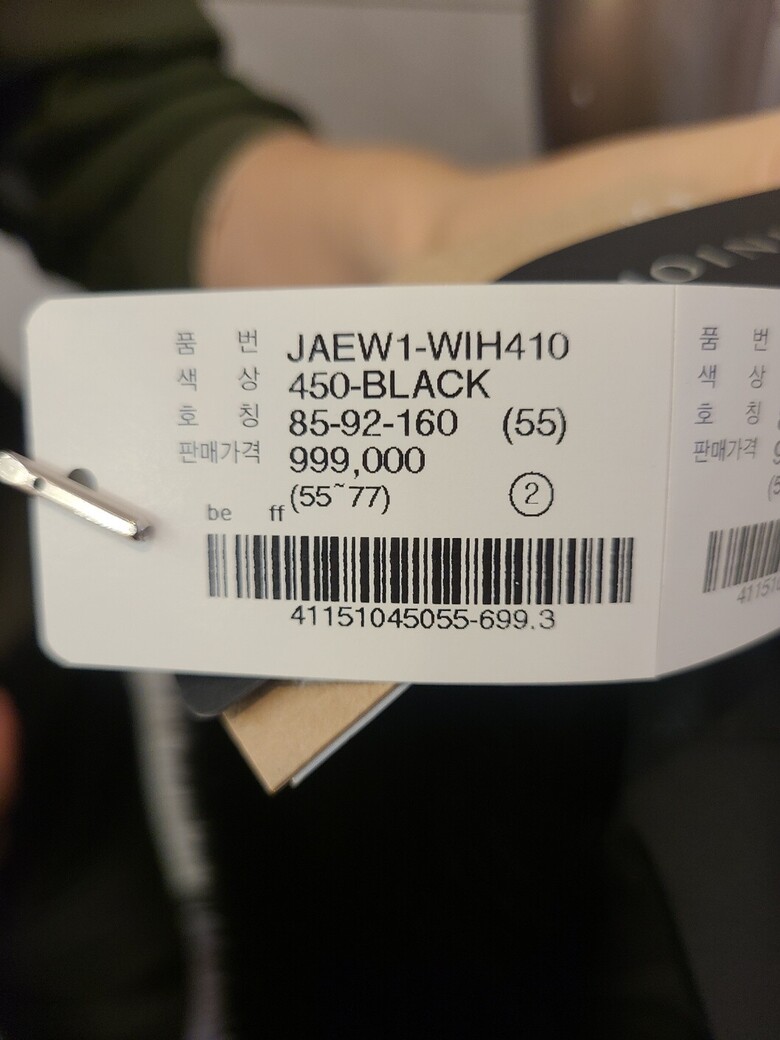 품 번 JAEW1-WIH410
색 상 450-BLACK
호 칭 85-92-160 (55)
판매가격 999,000
be ff (55~77) ②
41151045055-699.3
품 번
색 상
호 칭
판매가격